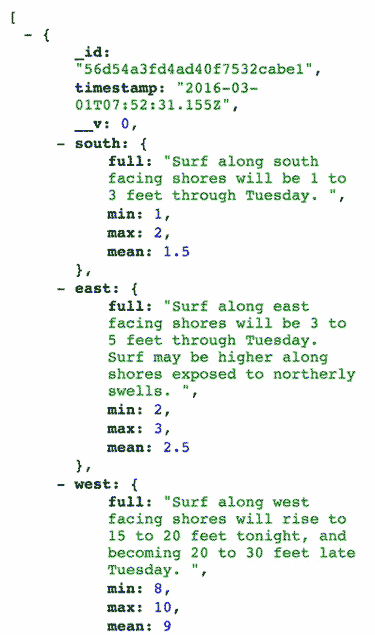 [
- {
_id:
"56d54a3fd4ad40f7532cabe1",
timestamp: "2016-03-
01T07:52:31.155Z",
__v: 0,
- south: {
full: "Surf along south
facing shores will be 1 to
3 feet through Tuesday. ",
min: 1,
max: 2,
mean: 1.5
},
- east: {
full: "Surf along east
facing shores will be 3 to
5 feet through Tuesday.
Surf may be higher along
shores exposed to northerly
swells. ",
min: 2,
max: 3,
mean: 2.5
},
- west: {
full: "Surf along west
facing shores will rise to
15 to 20 feet tonight, and
becoming 20 to 30 feet late
Tuesday. ",
min: 8,
max: 10,
mean: 9